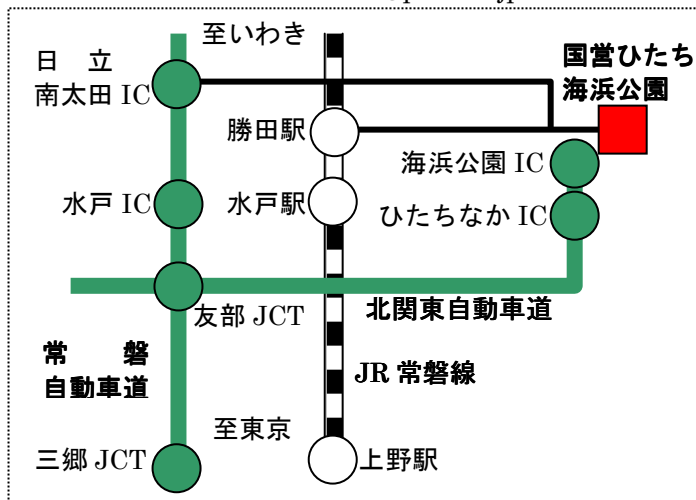 至いわき
国営ひたち
海浜公園
日 立
南太田 IC
勝田駅
海浜公園 IC
水戸 IC
水戸駅
ひたちなか IC
友部 JCT
北関東自動車道
常 磐
自動車道
JR 常磐線
至東京
三郷 JCT
上野駅